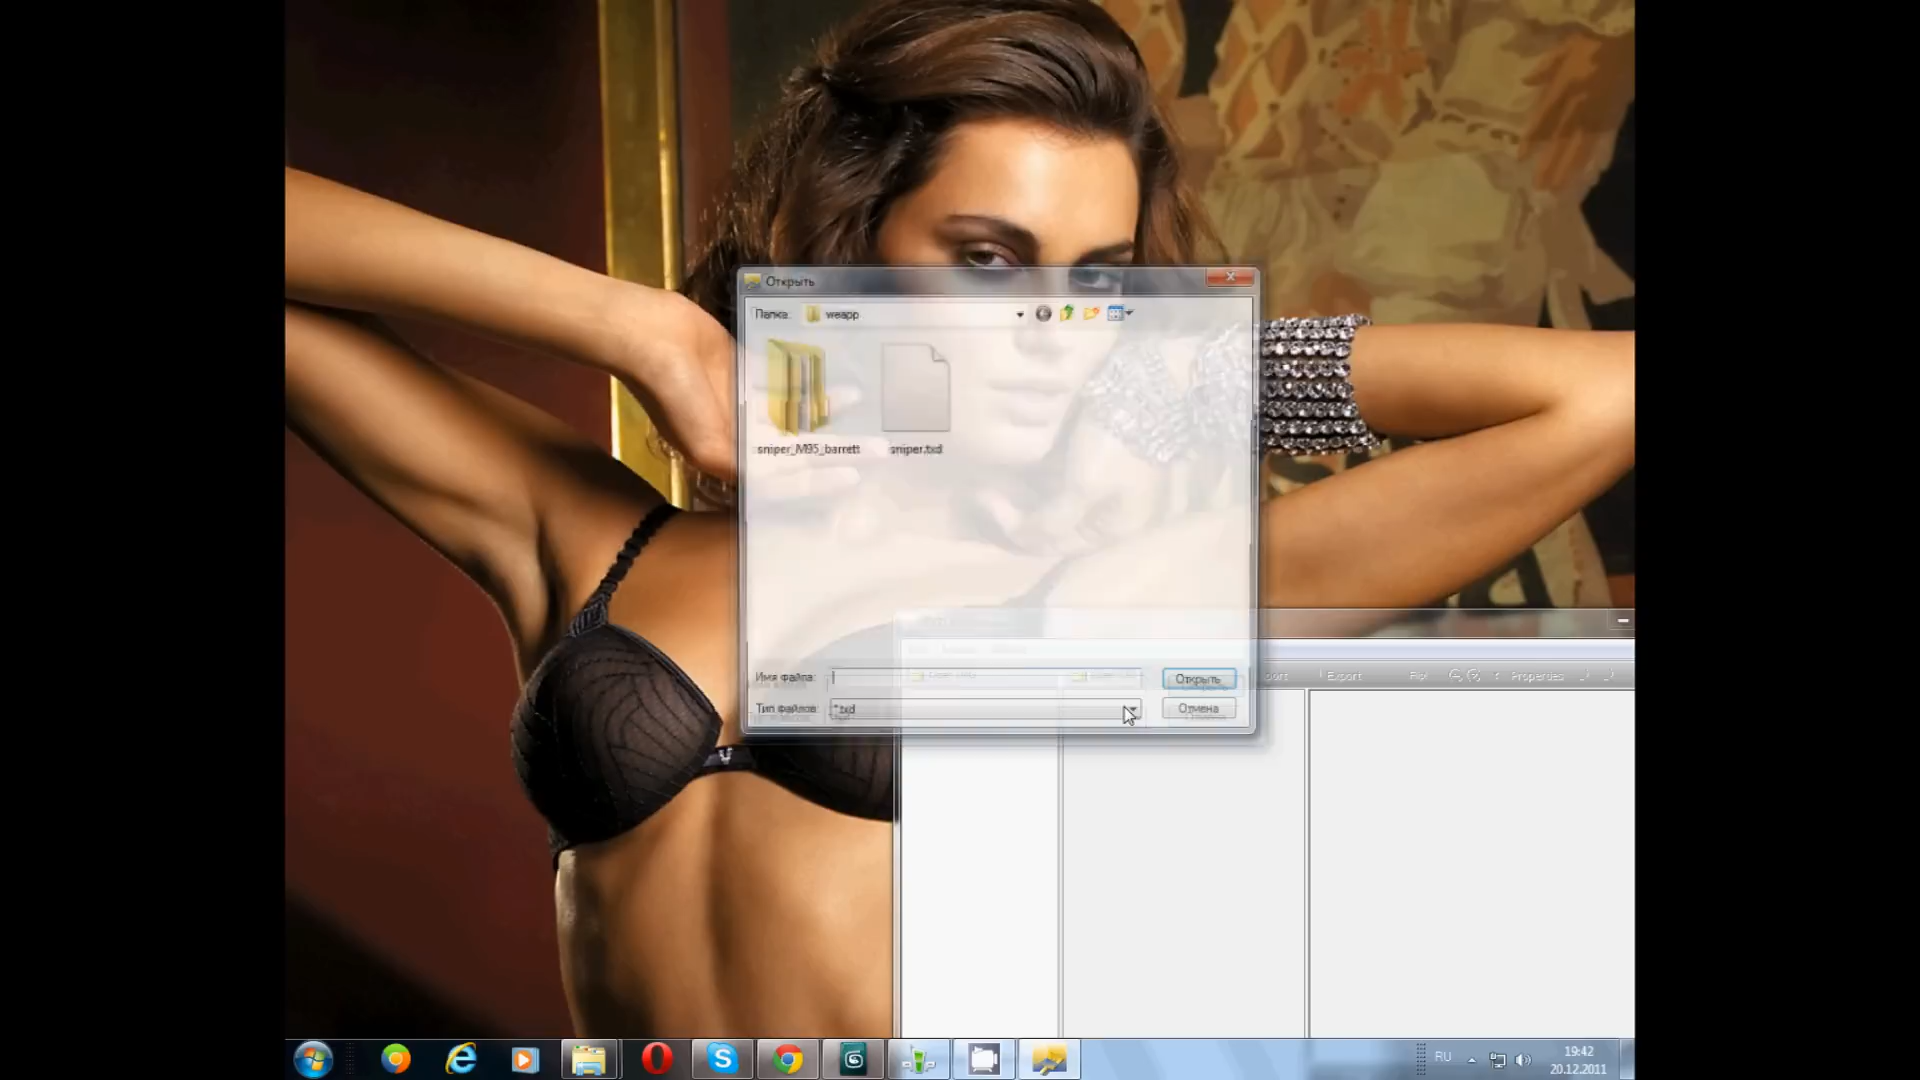 Открыть
Папка: weapp
sniper_M95_barrett
sniper.txd
Имя файла:
Открыть
Тип файлов: *.txd
Отмена
Export
Properties
RU
19:42
20.12.2011